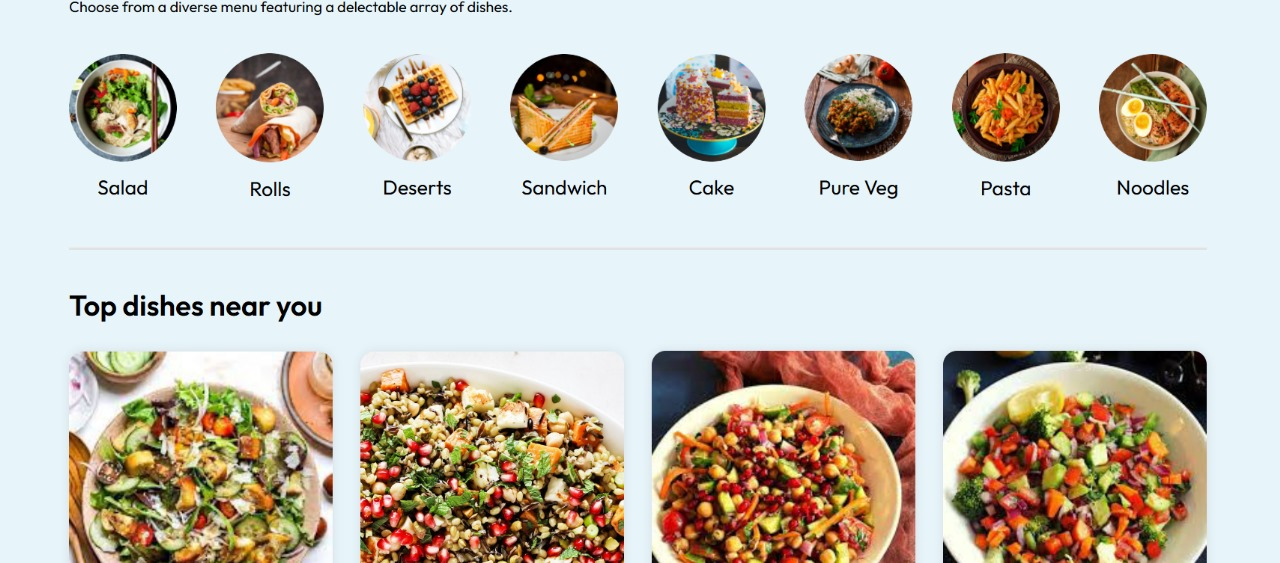 Choose from a diverse menu featuring a delectable array of dishes.
Salad
Rolls
Deserts
Sandwich
Cake
Pure Veg
Pasta
Noodles
Top dishes near you